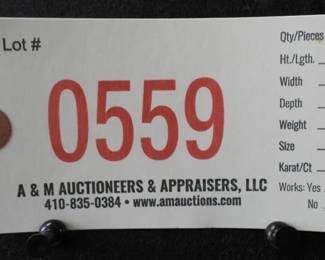 Lot #
0559
A & M AUCTIONEERS & APPRAISERS, LLC
410-835-0384 • www.amauctions.com
Qty/Pieces
Ht./Lgth.
Width
Depth
Weight
Size
Karat/Ct
Works: Yes
No